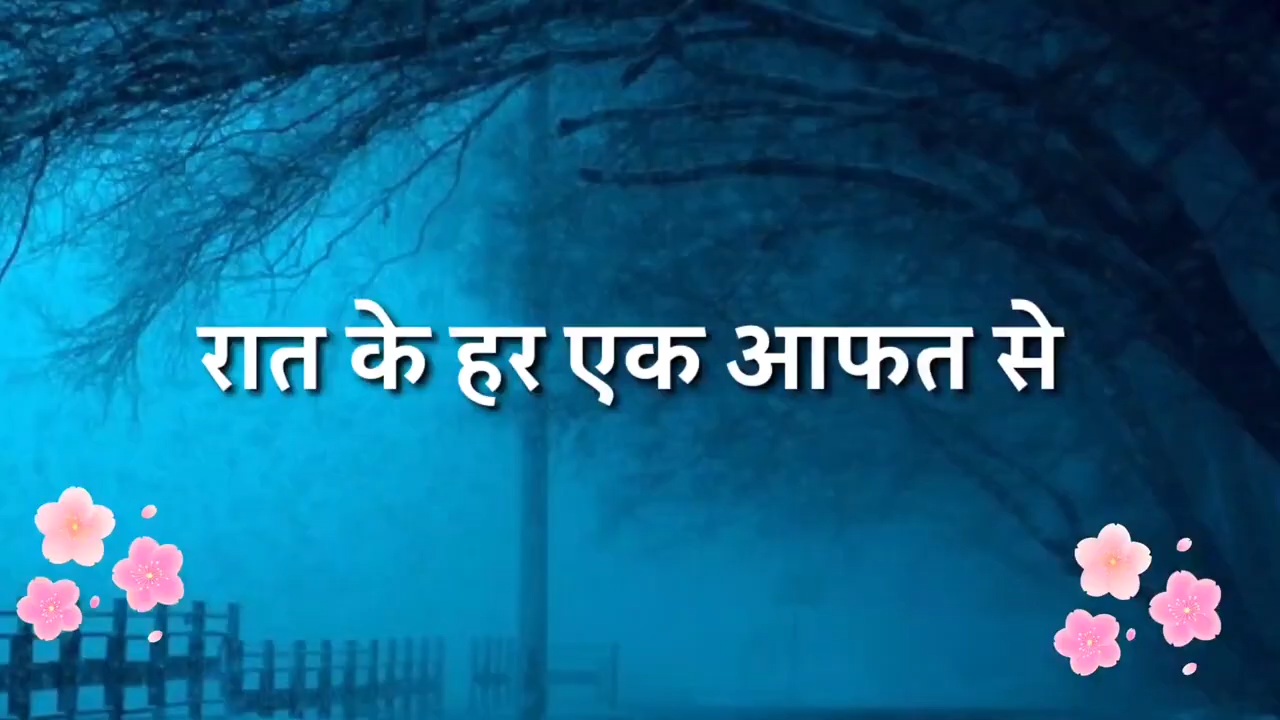 रात के हर एक आफत से